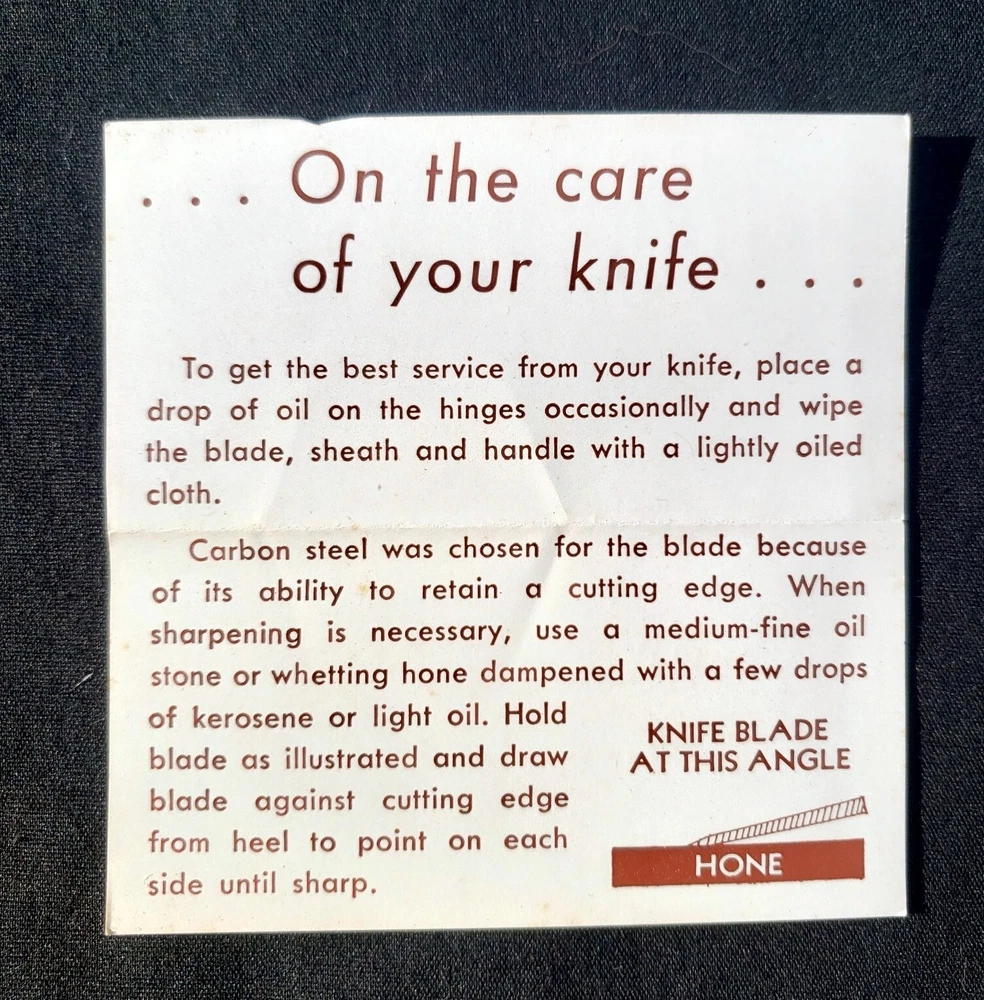 . . . On the care
of your knife . . .
To get the best service from your knife, place a
drop of oil on the hinges occasionally and wipe
the blade, sheath and handle with a lightly oiled
cloth.
Carbon steel was chosen for the blade because
of its ability to retain a cutting edge. When
sharpening is necessary, use a medium-fine oil
stone or whetting hone dampened with a few drops
of kerosene or light oil. Hold
blade as illustrated and draw
blade against cutting edge
from heel to point on each
side until sharp.
KNIFE BLADE
AT THIS ANGLE
HONE